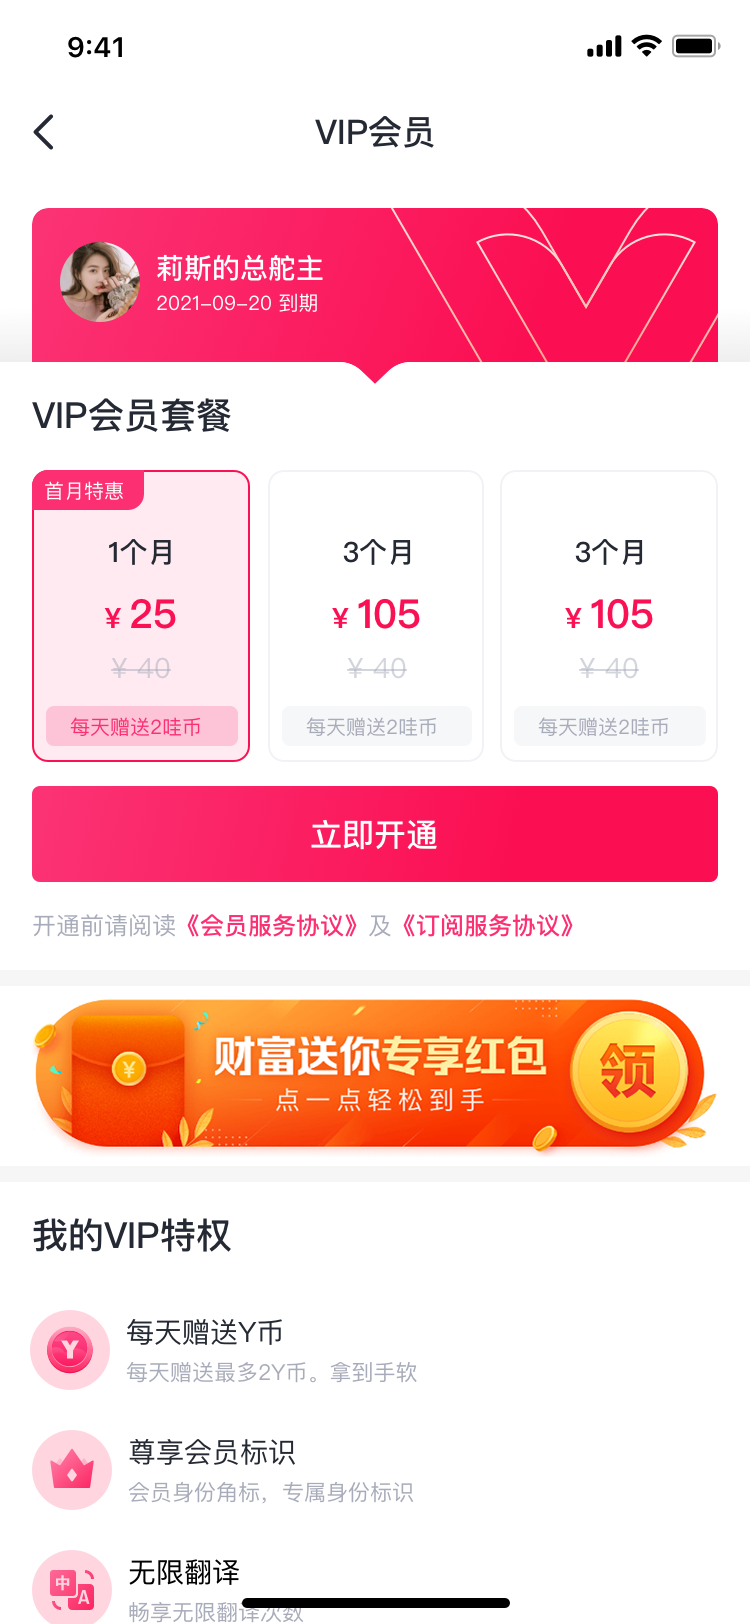 9:41
VIP会员
莉斯的总舵主
2021-09-20 到期
VIP会员套餐
首月特惠
1个月
¥ 25
¥ 40
每天赠送2哇币
3个月
¥ 105
¥ 40
每天赠送2哇币
3个月
¥ 105
¥ 40
每天赠送2哇币
立即开通
开通前请阅读《会员服务协议》及《订阅服务协议》
¥
财富送你专享红包
点一点轻松到手
领
我的VIP特权
Y
每天赠送Y币
每天赠送最多2Y币。拿到手软
尊享会员标识
会员身份角标，专属身份标识
中
A
无限翻译
畅享无限翻译次数